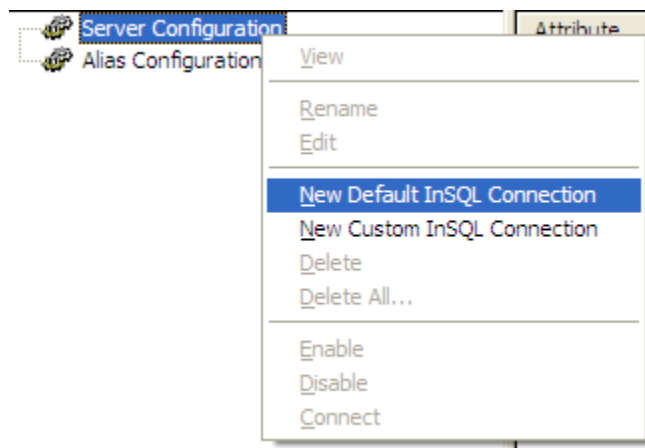 Server Configuration
Attribute
Alias Configuration
View
Rename
Edit
New Default InSQL Connection
New Custom InSQL Connection
Delete
Delete All...
Enable
Disable
Connect